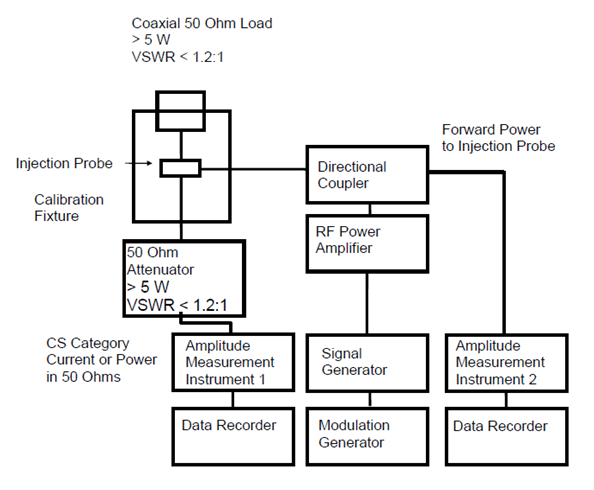 Coaxial 50 Ohm Load
> 5 W
VSWR < 1.2:1
Forward Power
to Injection Probe
Injection Probe
Directional
Coupler
Calibration
Fixture
RF Power
Amplifier
50 Ohm
Attenuator
> 5 W
VSWR < 1.2:1
CS Category
Current or Power
in 50 Ohms
Amplitude
Measurement
Instrument 1
Signal
Generator
Amplitude
Measurement
Instrument 2
Data Recorder
Modulation
Generator
Data Recorder